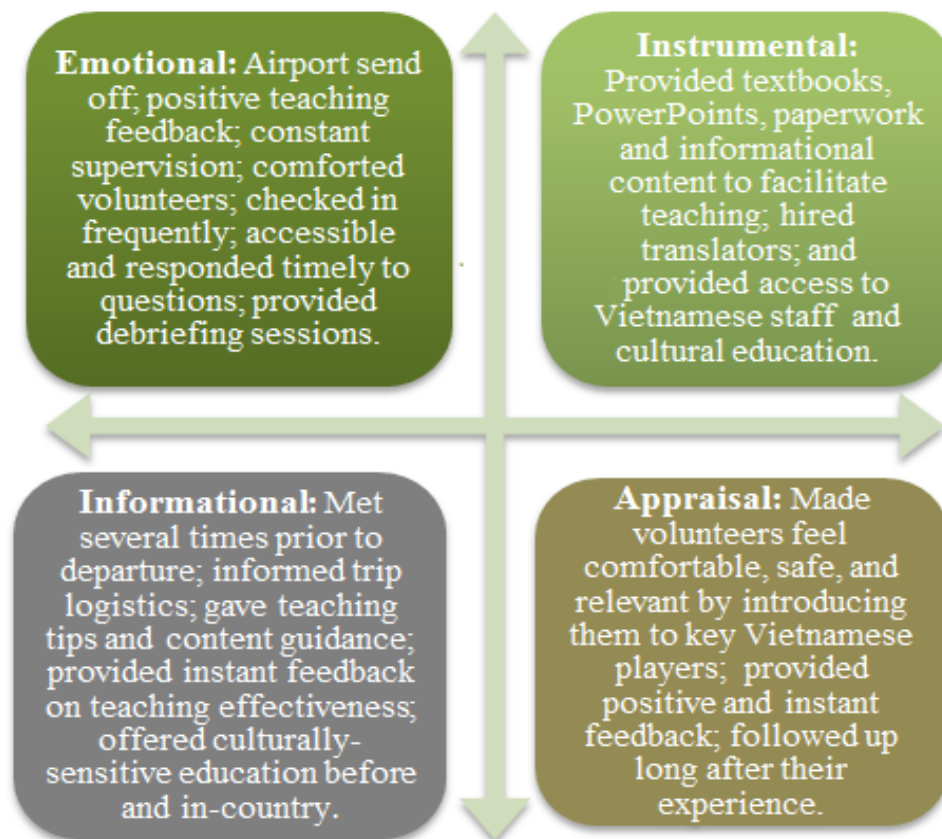 Emotional: Airport send
off; positive teaching
feedback; constant
supervision; comforted
volunteers; checked in
frequently; accessible
and responded timely to
questions; provided
debriefing sessions.
Instrumental:
Provided textbooks,
PowerPoints, paperwork
and informational
content to facilitate
teaching; hired
translators; and
provided access to
Vietnamese staff and
cultural education.
Informational: Met
several times prior to
departure; informed trip
logistics; gave teaching
tips and content guidance;
provided instant feedback
on teaching effectiveness;
offered culturally-
sensitive education before
and in-country.
Appraisal: Made
volunteers feel
comfortable, safe, and
relevant by introducing
them to key Vietnamese
players; provided
positive and instant
feedback; followed up
long after their
experience.